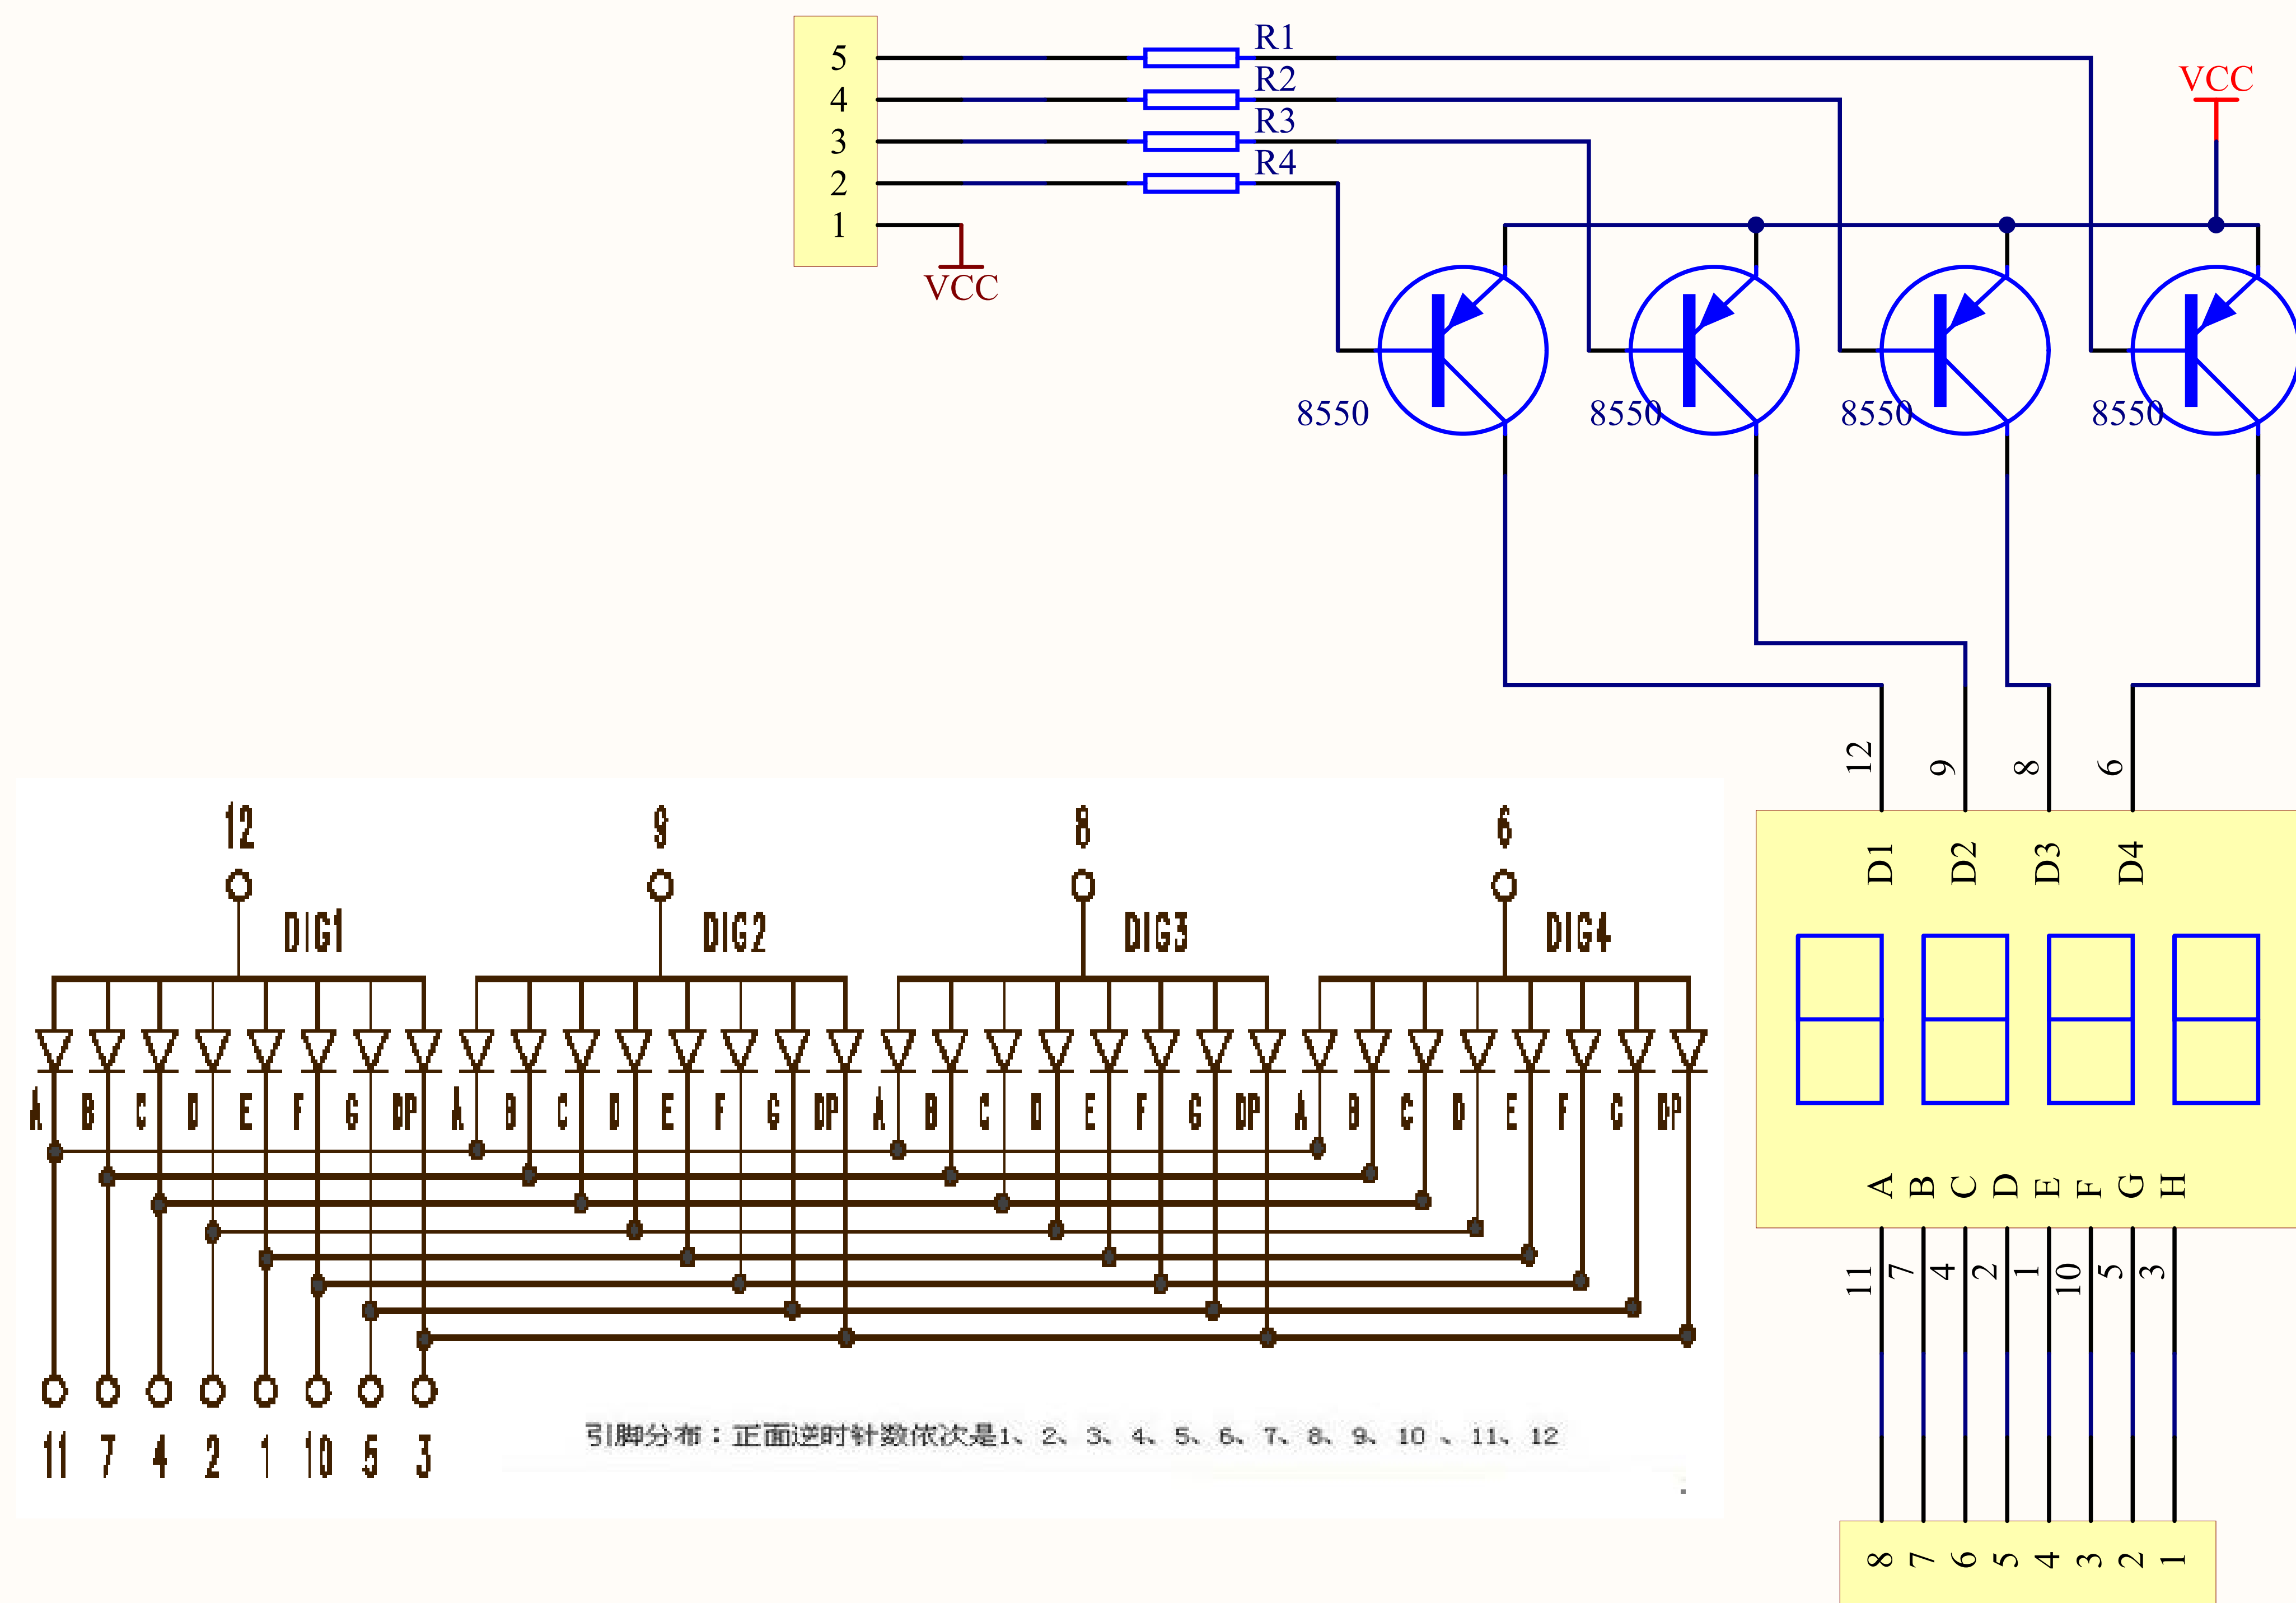 5 R1
4 R2
3 R3
2 R4
1
VCC
VCC
8550 8550 8550 8550
12 9 8 6
D1 D2 D3 D4
A B C D E F G H
11 7 4 2 1 10 5 3
8 7 6 5 4 3 2 1
12 9 8 6
DIG1 DIG2 DIG3 DIG4
A B C D E F G DP A B C D E F G DP A B C D E F G DP A B C D E F G DP
11 7 4 2 1 10 5 3
引脚分布：正面逆时针数依次是1、2、3、4、5、6、7、8、9、10、11、12